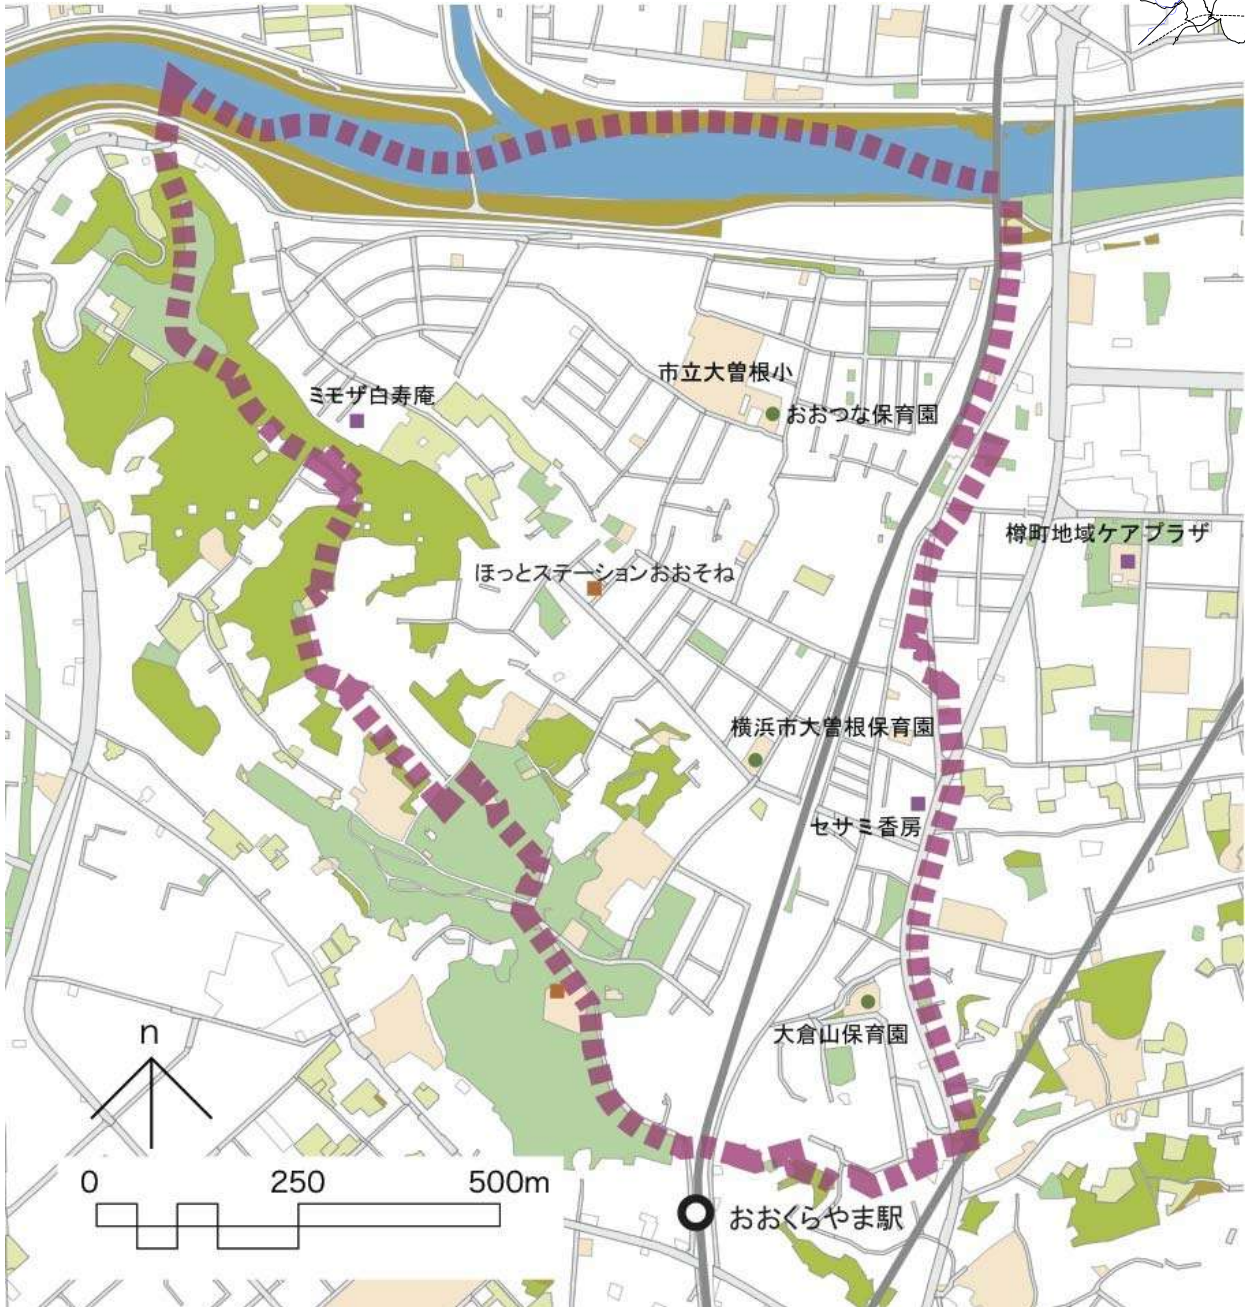 市立大曽根小
ミモザ白寿庵
おおつな保育園
樽町地域ケアプラザ
ほっとステーションおおそね
横浜市大曽根保育園
セサミ香房
大倉山保育園
n
0 250 500m
おおくらやま駅